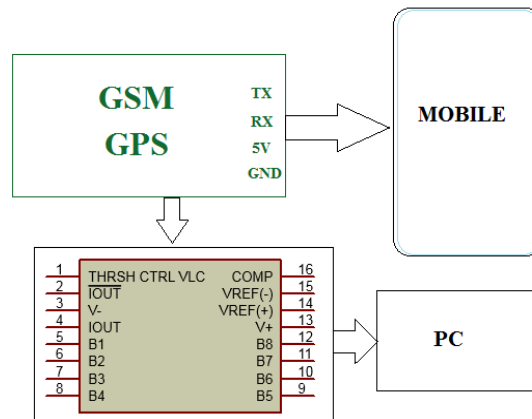 GSM
GPS
TX
RX
5V
GND
MOBILE
1 THRSH CTRL VLC COMP 16
2 IOUT VREF(-) 15
3 V- VREF(+) 14
4 IOUT V+ 13
5 B1 B8 12
6 B2 B7 11
7 B3 B6 10
8 B4 B5 9
PC